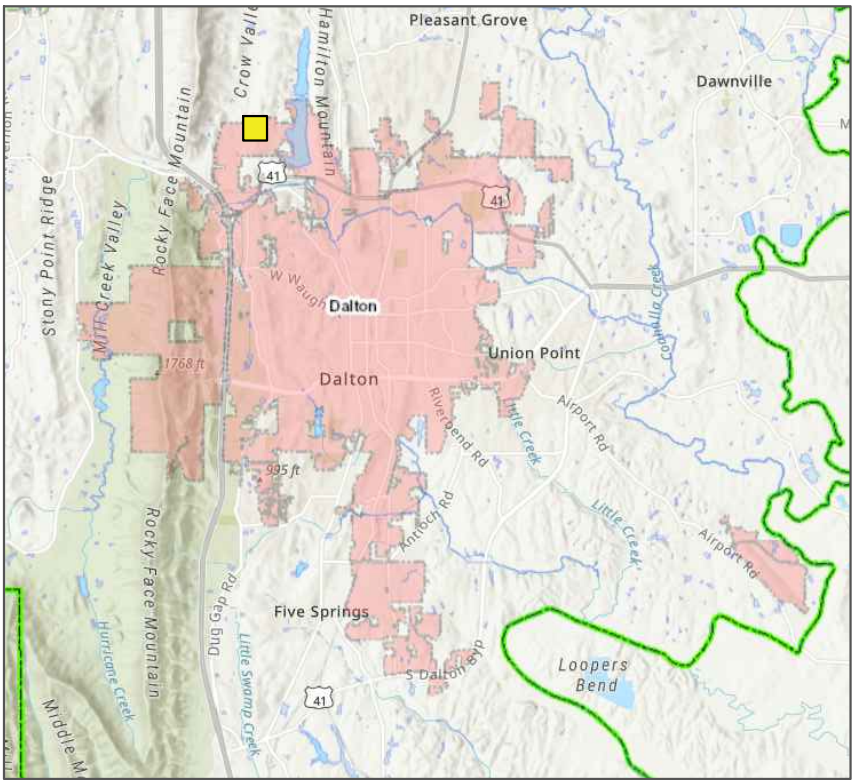 Pleasant Grove
Crow Valle
Hamilton Mountain
Dawnville
Rocky Face Mountain
41
41
Stony Point Ridge
Mill Creek Valley
W Waugh
Dalton
Coahulla Creek
Union Point
1768 ft
Dalton
Riverbend Rd
Little Creek
Airport Rd
995 ft
Antioch Rd
Little Creek
Airport Rd
Rocky Face Mountain
Dug Gap Rd
Five Springs
Hurricane Creek
Little Swamp Creek
S Dalton Byp
Loopers
Bend
41
Middle Mo